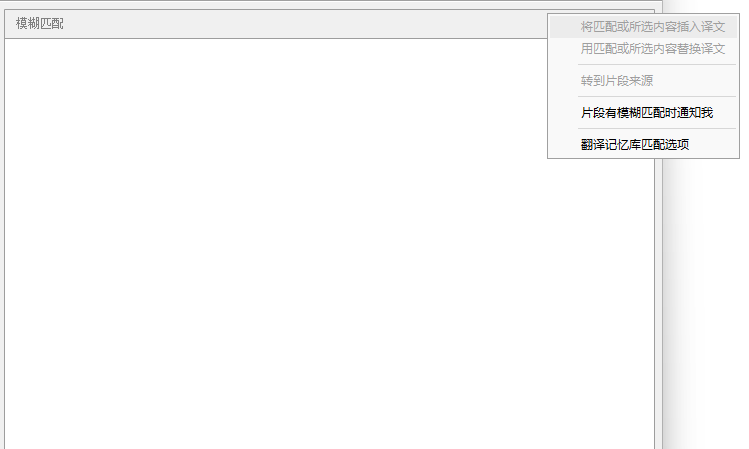 模糊匹配
将匹配或所选内容插入译文
用匹配或所选内容替换译文
转到片段来源
片段有模糊匹配时通知我
翻译记忆库匹配选项